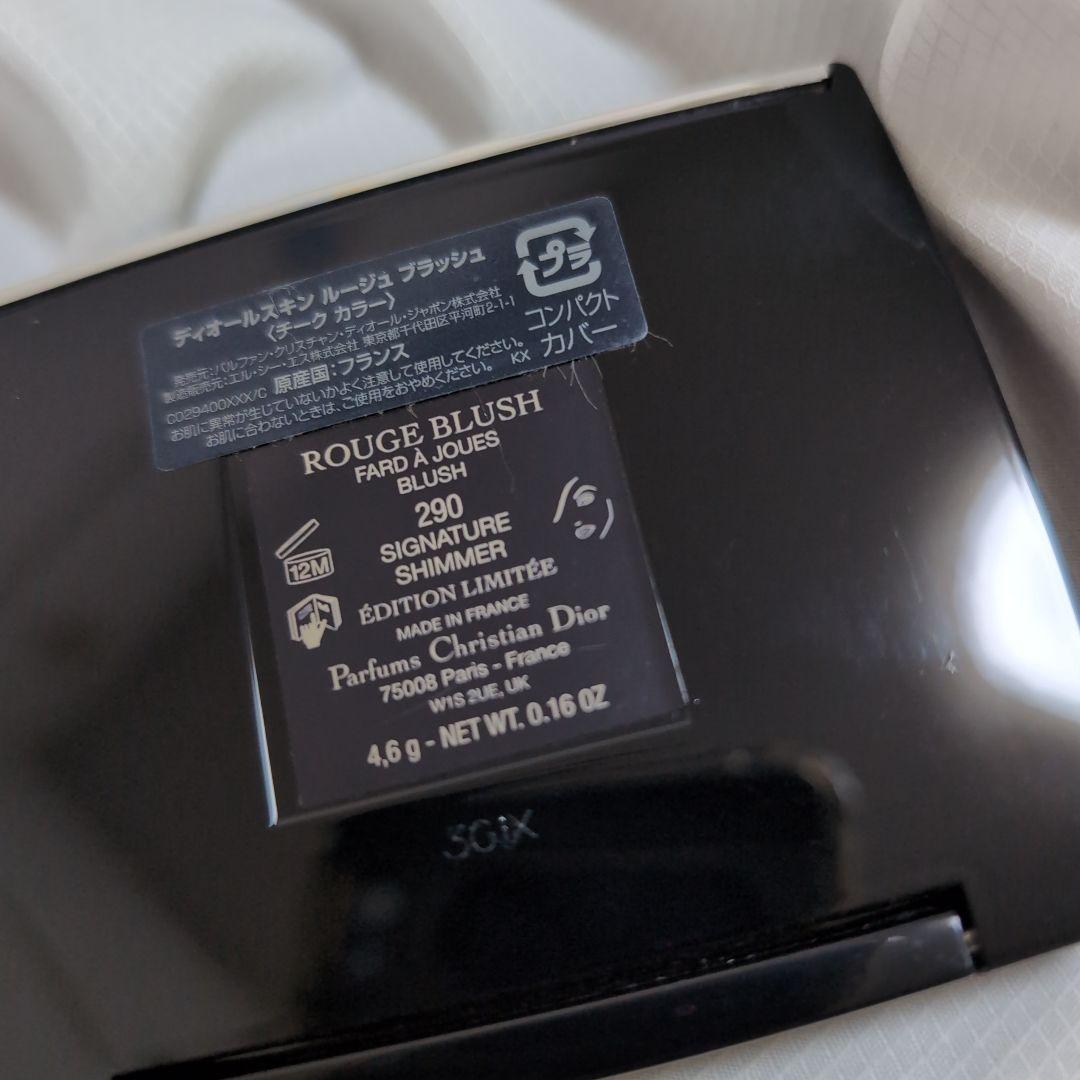 ディオールスキン ルージュ ブラッシュ
〈チーク カラー〉
発売元:パルファン・クリスチャン・ディオール・ジャポン株式会社
製造販売元:エル・シー・エス株式会社 東京都千代田区平河町2-1-1
C029400XXX/C 原産国:フランス
お肌に異常が生じていないかよく注意して使用してください。
お肌に合わないときは、ご使用をおやめください。 KX
プラ
コンパクト
カバー
ROUGE BLUSH
FARD À JOUES
BLUSH
290
SIGNATURE
SHIMMER
12M
ÉDITION LIMITÉE
MADE IN FRANCE
Parfums Christian Dior
75008 Paris - France
W1S 2UE, UK
4,6 g - NET WT. 0.16 OZ